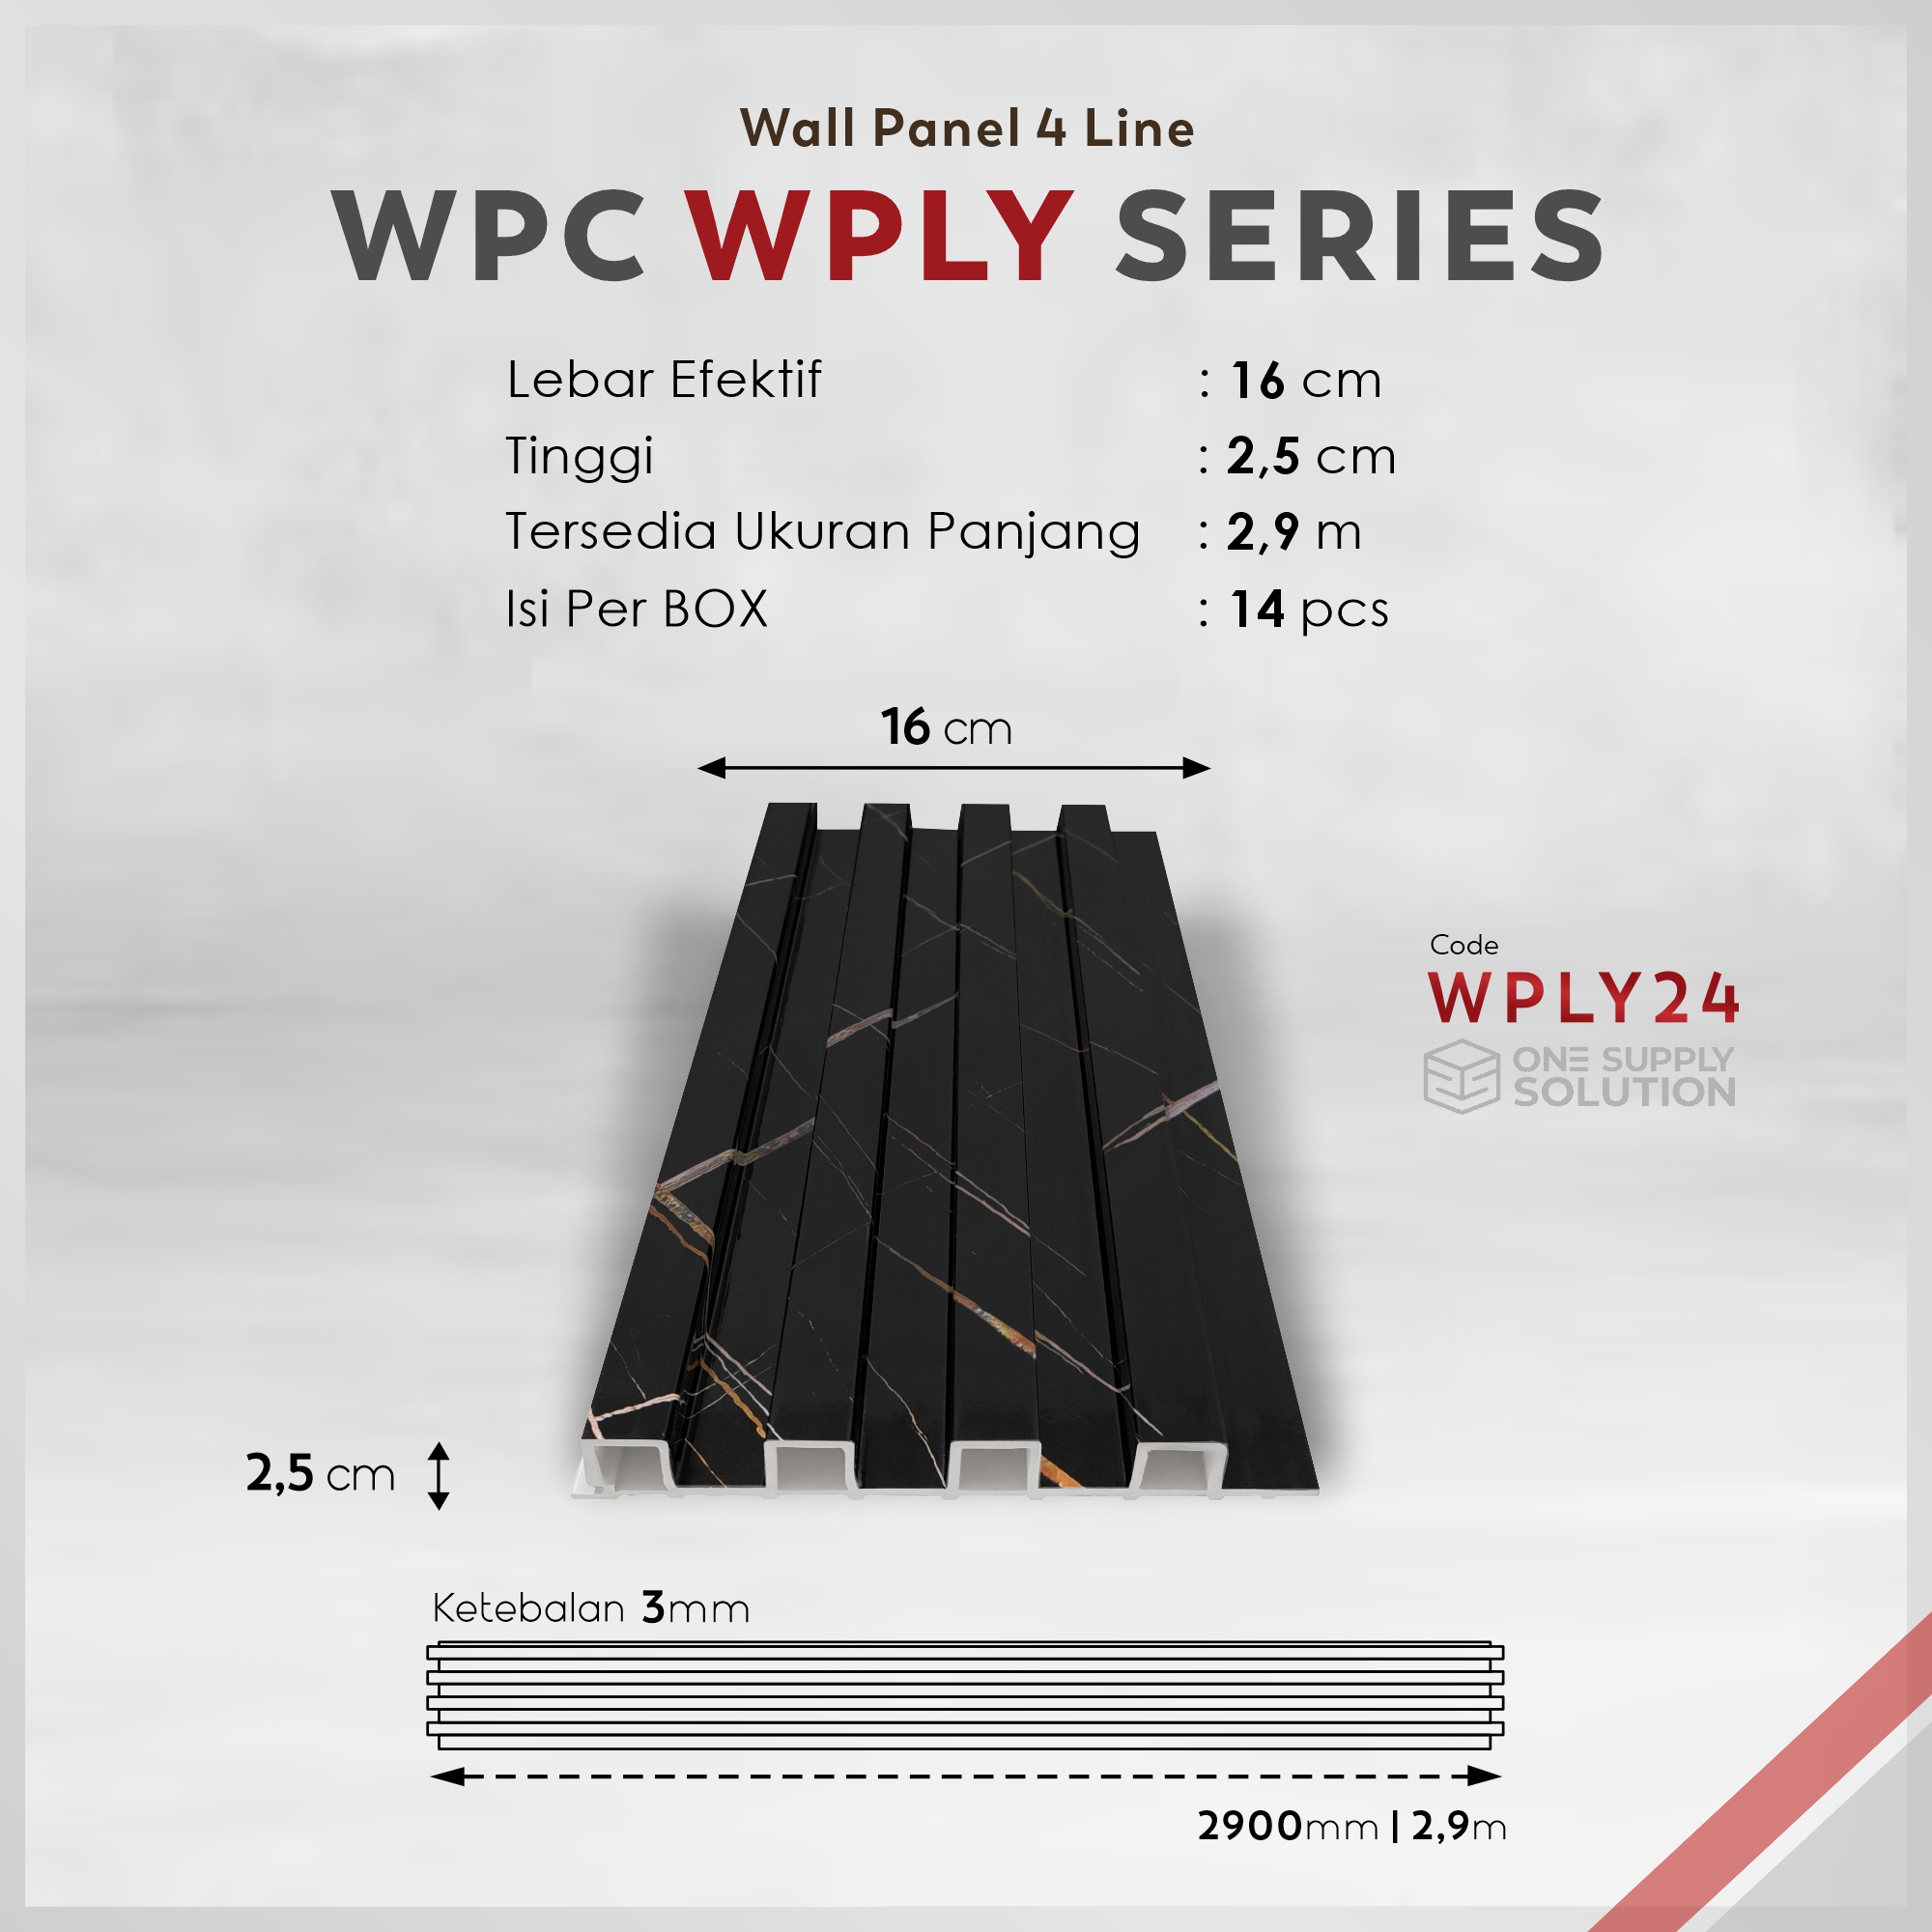 Wall Panel 4 Line
WPC WPLY SERIES
Lebar Efektif : 16 cm
Tinggi : 2,5 cm
Tersedia Ukuran Panjang : 2,9 m
Isi Per BOX : 14 pcs
16 cm
Code
WPLY24
ONE SUPPLY
SOLUTION
2,5 cm
Ketebalan 3mm
2900mm | 2,9m